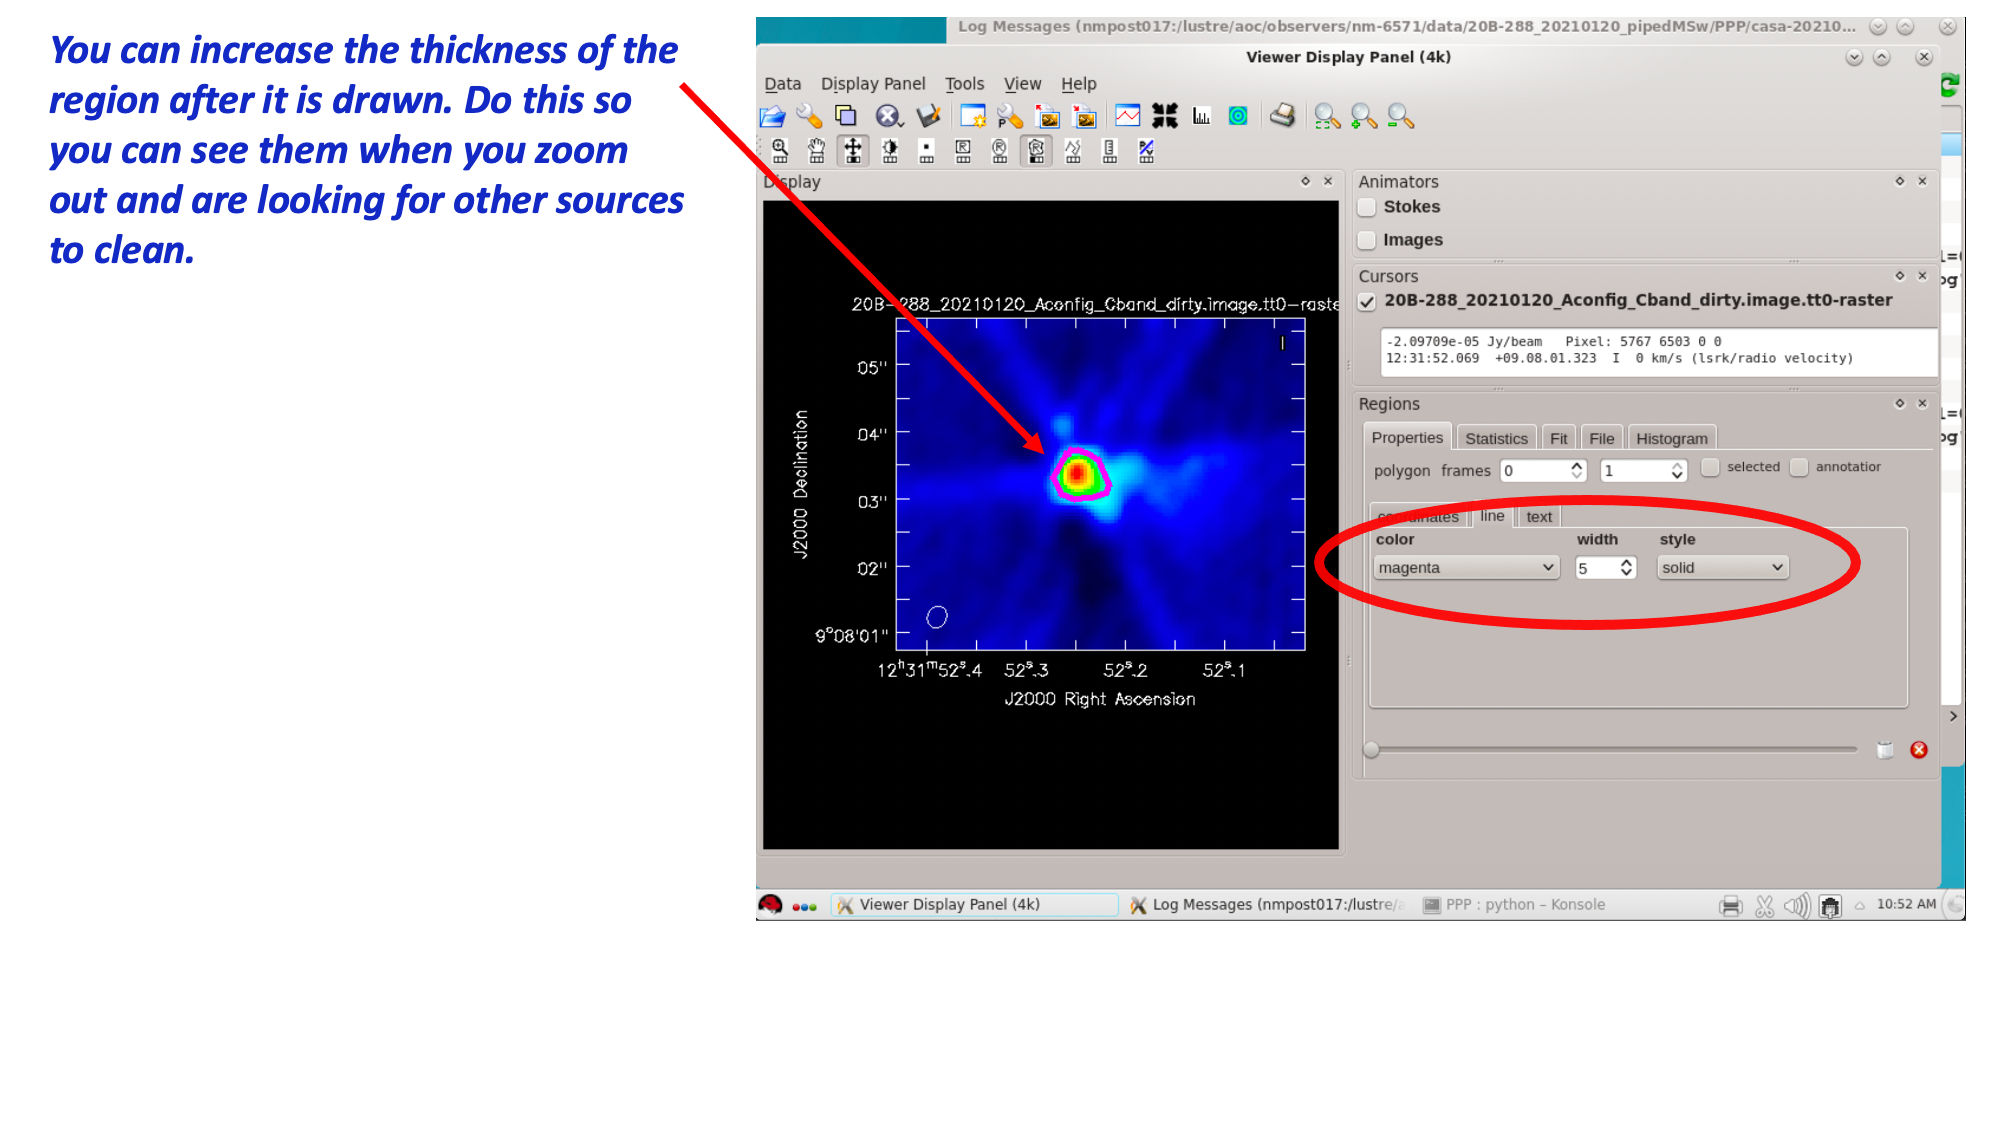 You can increase the thickness of the
region after it is drawn. Do this so
you can see them when you zoom
out and are looking for other sources
to clean.
Log Messages (nmpost017:/lustre/aoc/observers/nm-6571/data/20B-288_20210120_pipedMSw/PPP/casa-20210...
Viewer Display Panel (4k)
Data Display Panel Tools View Help
Display
20B-288_20210120_Aconfig_Cband_dirty.image.tt0-raste
I
05"
04"
03"
02"
9°08'01"
J2000 Declination
12h31m52s.4 52s.3 52s.2 52s.1
J2000 Right Ascension
Animators
Stokes
Images
Cursors
20B-288_20210120_Aconfig_Cband_dirty.image.tt0-raster
-2.09709e-05 Jy/beam Pixel: 5767 6503 0 0
12:31:52.069 +09.08.01.323 I 0 km/s (lsrk/radio velocity)
Regions
Properties Statistics Fit File Histogram
polygon frames 0 1 selected annotatior
coordinates line text
color width style
magenta 5 solid
Viewer Display Panel (4k) Log Messages (nmpost017:/lustre/a PPP : python – Konsole 10:52 AM